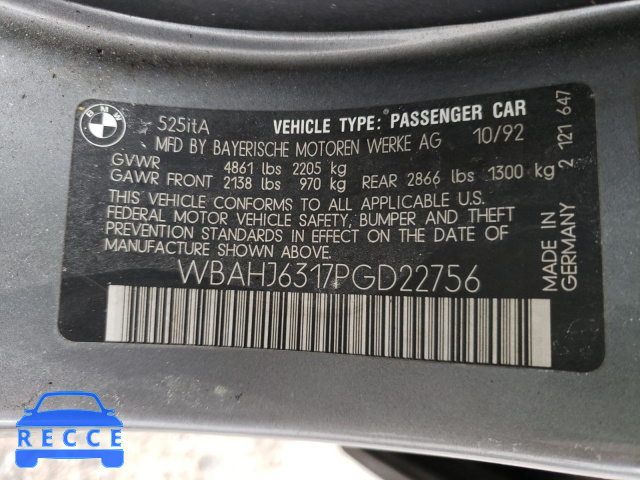 BMW
525itA
VEHICLE TYPE: PASSENGER CAR
MFD BY BAYERISCHE MOTOREN WERKE AG 10/92
GVWR 4861 lbs 2205 kg
GAWR FRONT 2138 lbs 970 kg REAR 2866 lbs 1300 kg
THIS VEHICLE CONFORMS TO ALL APPLICABLE U.S.
FEDERAL MOTOR VEHICLE SAFETY, BUMPER AND THEFT
PREVENTION STANDARDS IN EFFECT ON THE DATE OF
MANUFACTURE SHOWN ABOVE.
WBAHJ6317PGD22756
MADE IN
GERMANY
2 121 647
RECCE